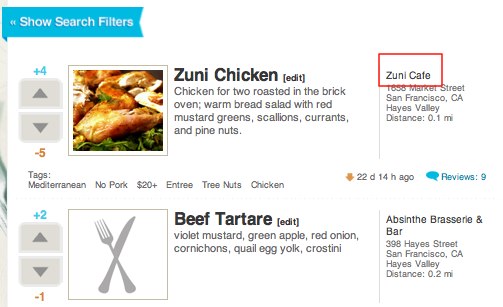 « Show Search Filters
+4
-5
Zuni Chicken [edit]
Chicken for two roasted in the brick
oven; warm bread salad with red
mustard greens, scallions, currants,
and pine nuts.
Zuni Cafe
1658 Market Street
San Francisco, CA
Hayes Valley
Distance: 0.1 mi
Tags:
Mediterranean No Pork $20+ Entree Tree Nuts Chicken
22 d 14 h ago Reviews: 9
+2
-1
Beef Tartare [edit]
violet mustard, green apple, red onion,
cornichons, quail egg yolk, crostini
Absinthe Brasserie &
Bar
398 Hayes Street
San Francisco, CA
Hayes Valley
Distance: 0.2 mi